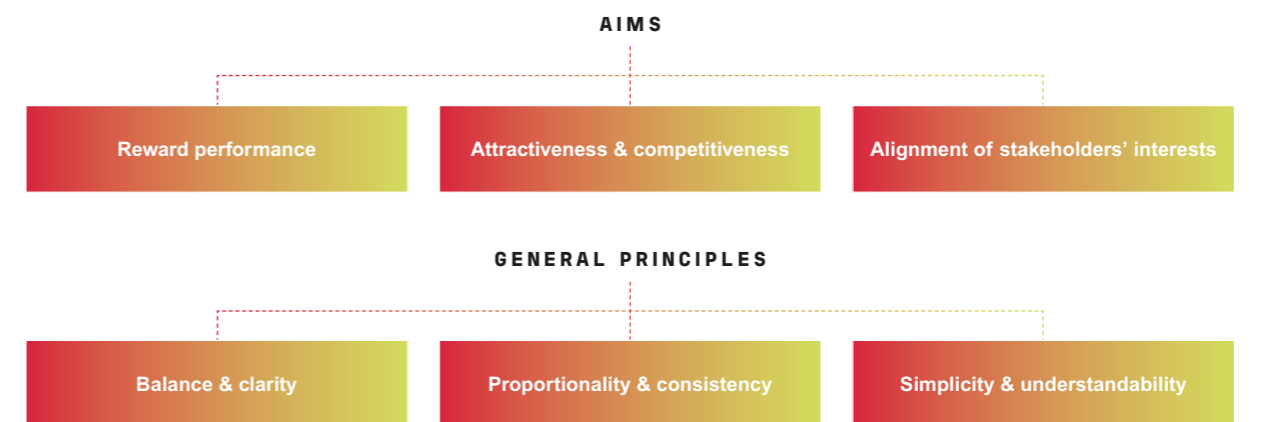 AIMS
Reward performance
Attractiveness & competitiveness
Alignment of stakeholders’ interests
GENERAL PRINCIPLES
Balance & clarity
Proportionality & consistency
Simplicity & understandability